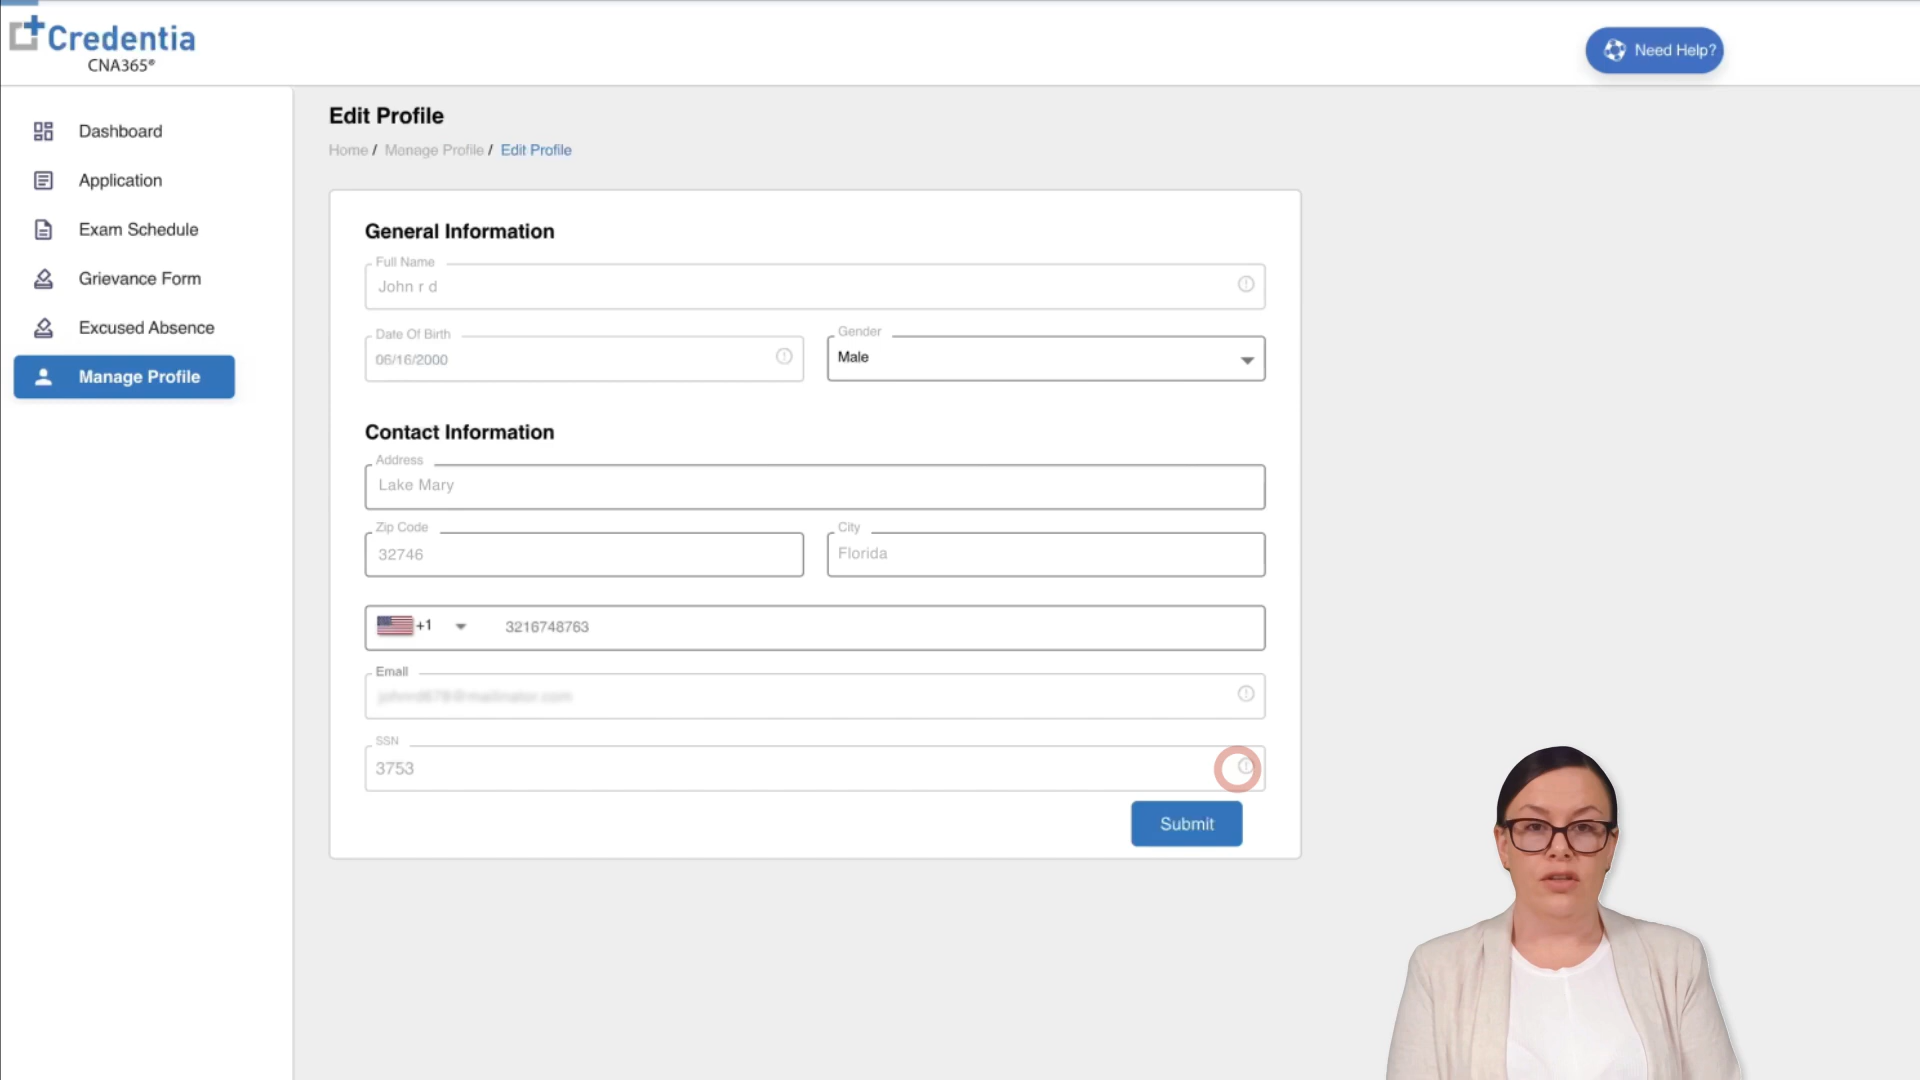 Credentia
CNA365®
Need Help?
Dashboard
Application
Exam Schedule
Grievance Form
Excused Absence
Manage Profile
Edit Profile
Home / Manage Profile / Edit Profile
General Information
Full Name
John r d
Date Of Birth
06/16/2000
Gender
Male
Contact Information
Address
Lake Mary
Zip Code
32746
City
Florida
+1
3216748763
Email
SSN
3753
Submit